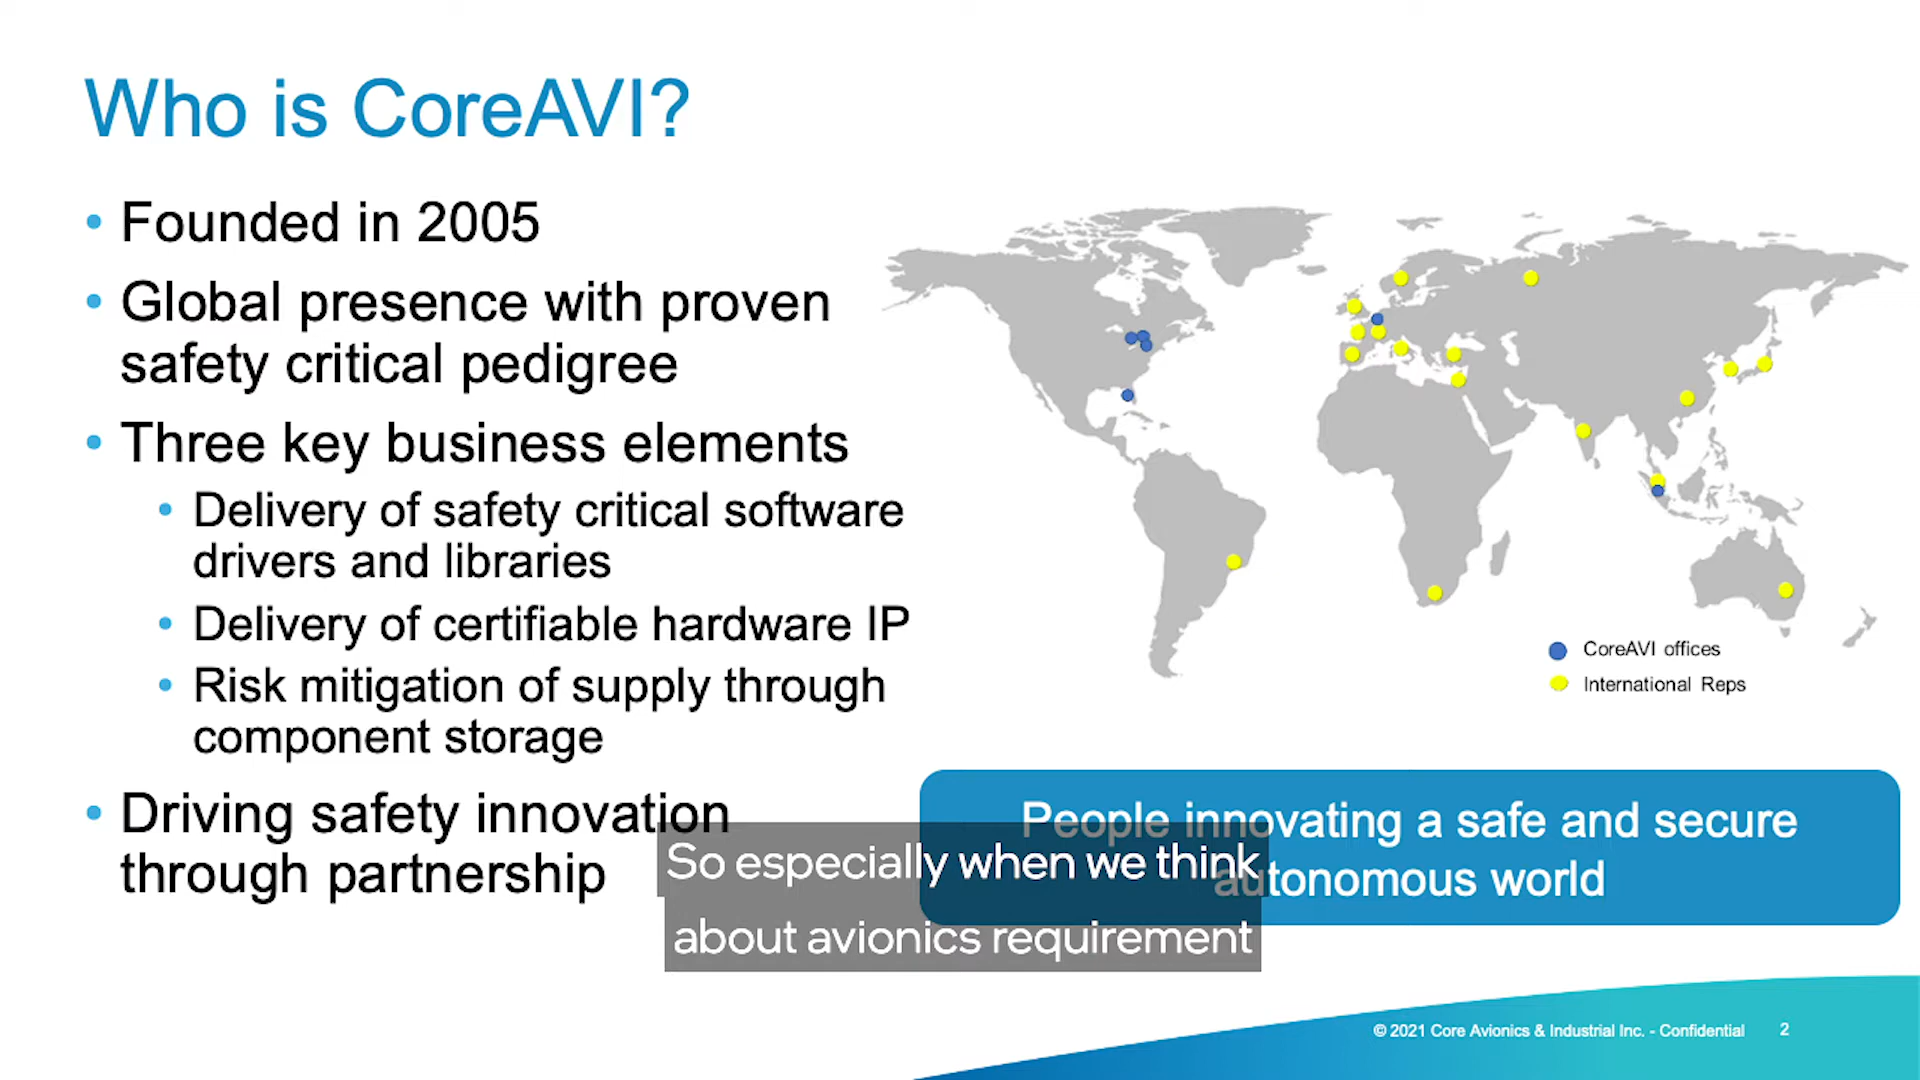 Who is CoreAVI?
• Founded in 2005
• Global presence with proven
safety critical pedigree
• Three key business elements
• Delivery of safety critical software
drivers and libraries
• Delivery of certifiable hardware IP
• Risk mitigation of supply through
component storage
• Driving safety innovation
through partnership
CoreAVI offices
International Reps
People innovating a safe and secure
autonomous world
So especially when we think
about avionics requirement
© 2021 Core Avionics & Industrial Inc. - Confidential 2